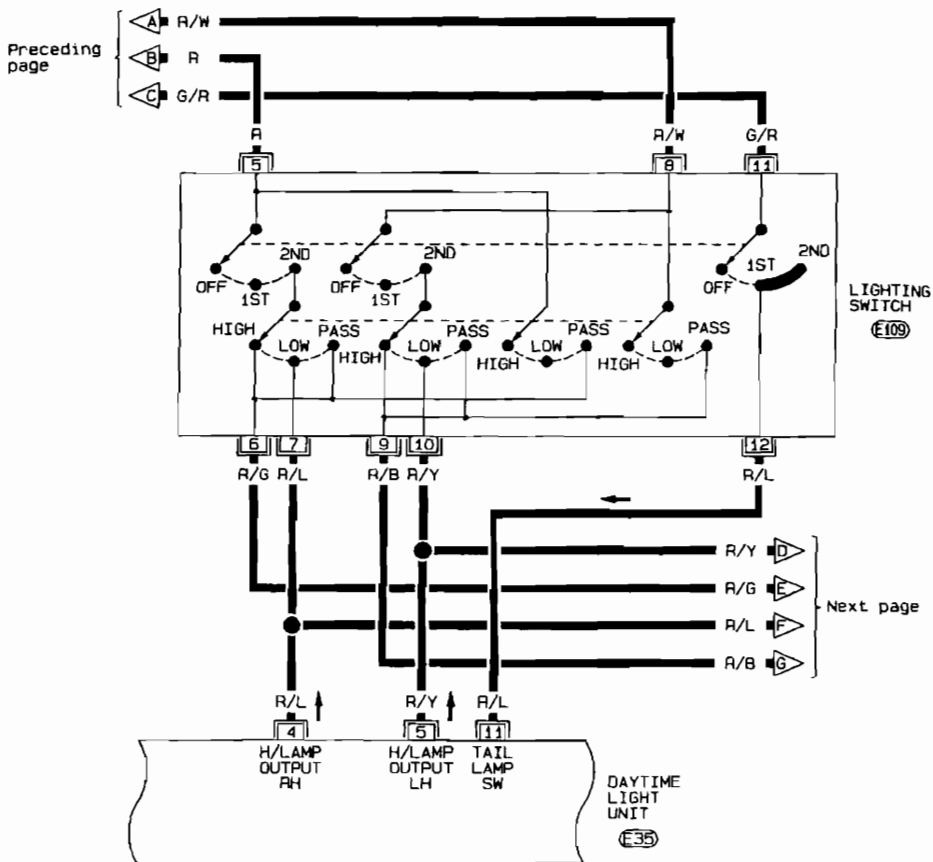 Preceding
page
A R/W
B R
C G/R
R R/W G/R
5 8 11
OFF 1ST 2ND
OFF 1ST 2ND
OFF 1ST 2ND
HIGH LOW PASS
HIGH LOW PASS
HIGH LOW PASS
HIGH LOW PASS
LIGHTING
SWITCH
E109
6 7 9 10 12
R/G R/L R/B R/Y R/L
R/Y D
R/G E
R/L F
R/B G
Next page
R/L R/Y R/L
4 5 11
H/LAMP
OUTPUT
RH
H/LAMP
OUTPUT
LH
TAIL
LAMP
SW
DAYTIME
LIGHT
UNIT
E35